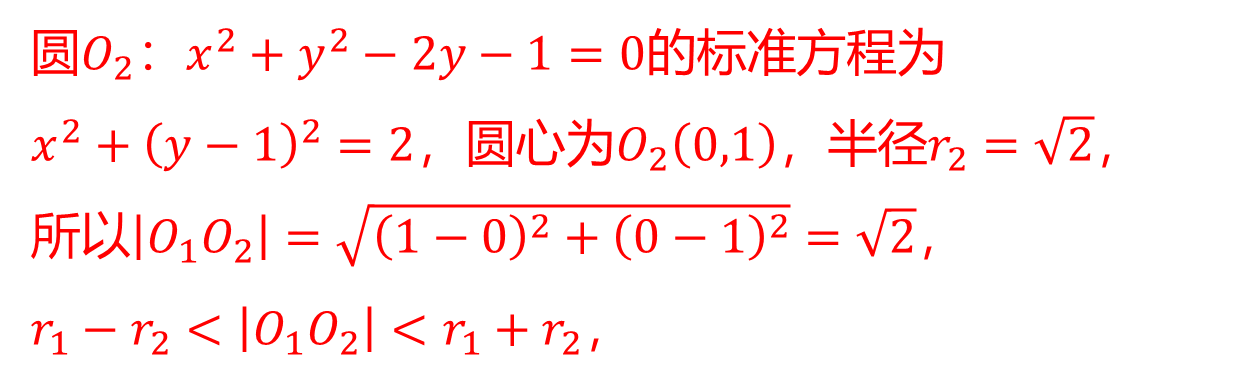 圆O₂：x² + y² − 2y − 1 = 0的标准方程为
x² + (y − 1)² = 2，圆心为O₂(0,1)，半径r₂ = √2，
所以|O₁O₂| = √((1 − 0)² + (0 − 1)²) = √2，
r₁ − r₂ < |O₁O₂| < r₁ + r₂，